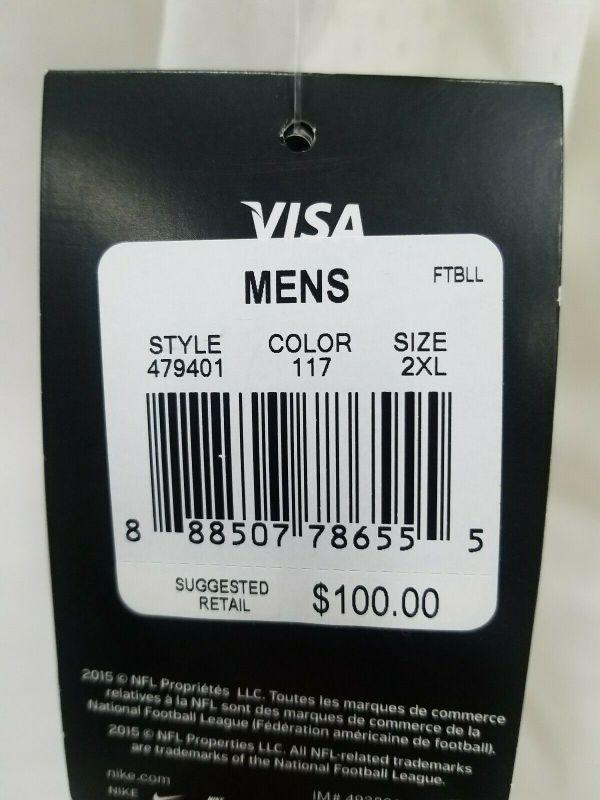 VISA
MENS FTBLL
STYLE COLOR SIZE
479401 117 2XL
8 88507 78655 5
SUGGESTED
RETAIL $100.00
2015 © NFL Propriétés LLC. Toutes les marques de commerce
relatives à la NFL sont des marques de commerce de la
National Football League (Fédération américaine de football).
2015 © NFL Properties LLC. All NFL-related trademarks
are trademarks of the National Football League.
nike.com
NIKE
IM#